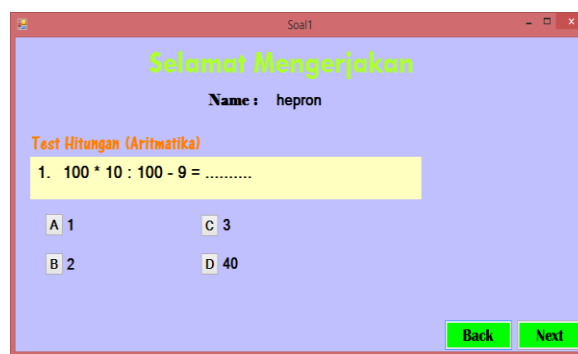 Soal1
Selamat Mengerjakan
Name : hepron
Test Hitungan (Aritmatika)
1. 100 * 10 : 100 - 9 = ..........
A 1
C 3
B 2
D 40
Back Next